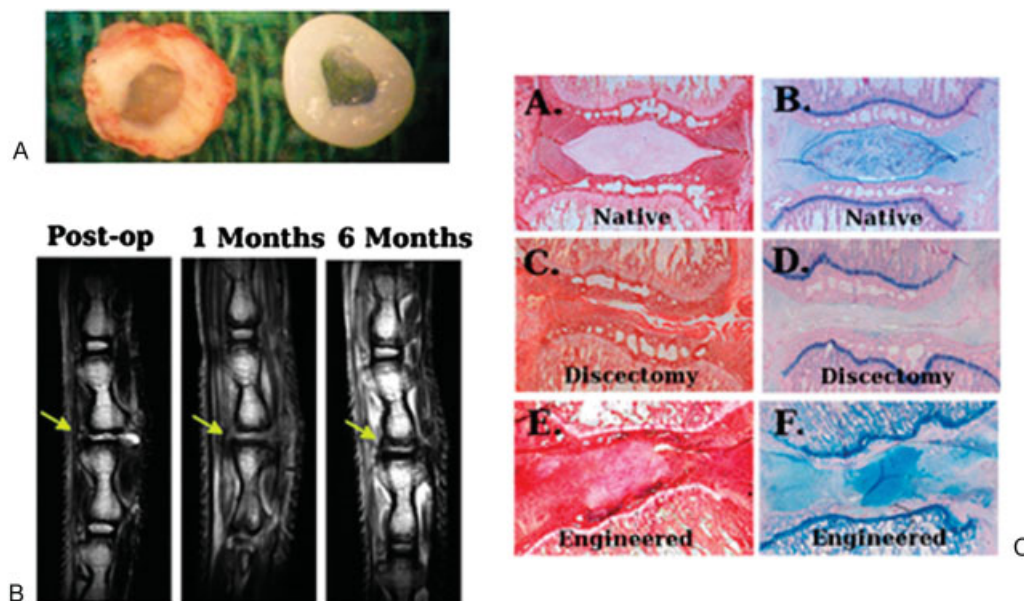 A
Post-op
1 Months
6 Months
B
A.
Native
B.
Native
C.
Discectomy
D.
Discectomy
E.
Engineered
F.
Engineered
C